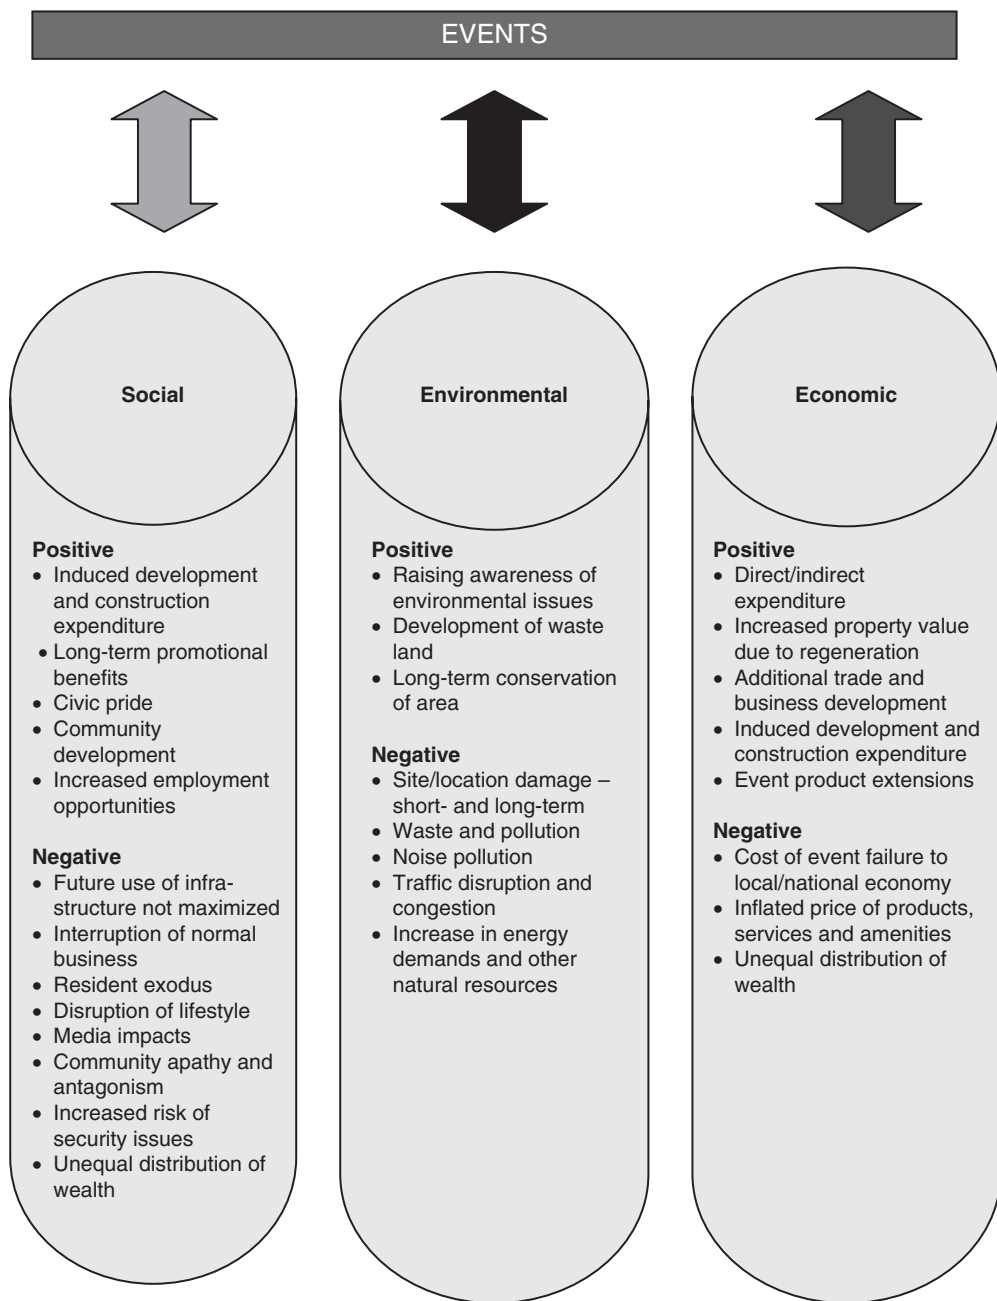 EVENTS
Social
Positive
• Induced development
and construction
expenditure
• Long-term promotional
benefits
• Civic pride
• Community
development
• Increased employment
opportunities
Negative
• Future use of infra-
structure not maximized
• Interruption of normal
business
• Resident exodus
• Disruption of lifestyle
• Media impacts
• Community apathy and
antagonism
• Increased risk of
security issues
• Unequal distribution of
wealth
Environmental
Positive
• Raising awareness of
environmental issues
• Development of waste
land
• Long-term conservation
of area
Negative
• Site/location damage –
short- and long-term
• Waste and pollution
• Noise pollution
• Traffic disruption and
congestion
• Increase in energy
demands and other
natural resources
Economic
Positive
• Direct/indirect
expenditure
• Increased property value
due to regeneration
• Additional trade and
business development
• Induced development and
construction expenditure
• Event product extensions
Negative
• Cost of event failure to
local/national economy
• Inflated price of products,
services and amenities
• Unequal distribution of
wealth